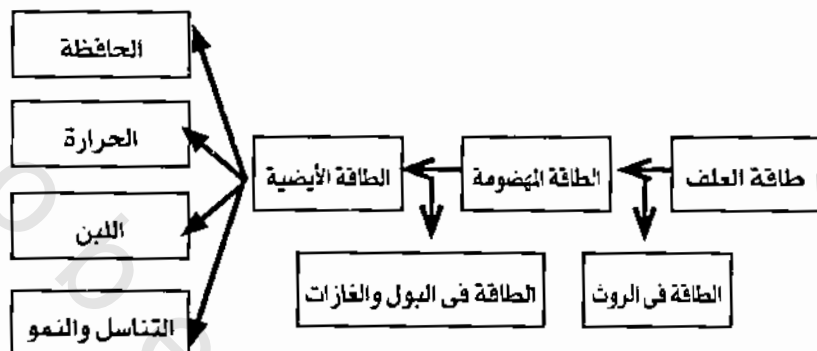 طاقة العلف
الطاقة المهضومة
الطاقة الأيضية
الطاقة فى الروث
الطاقة فى البول والغازات
الحافظة
الحرارة
اللبن
التناسل والنمو